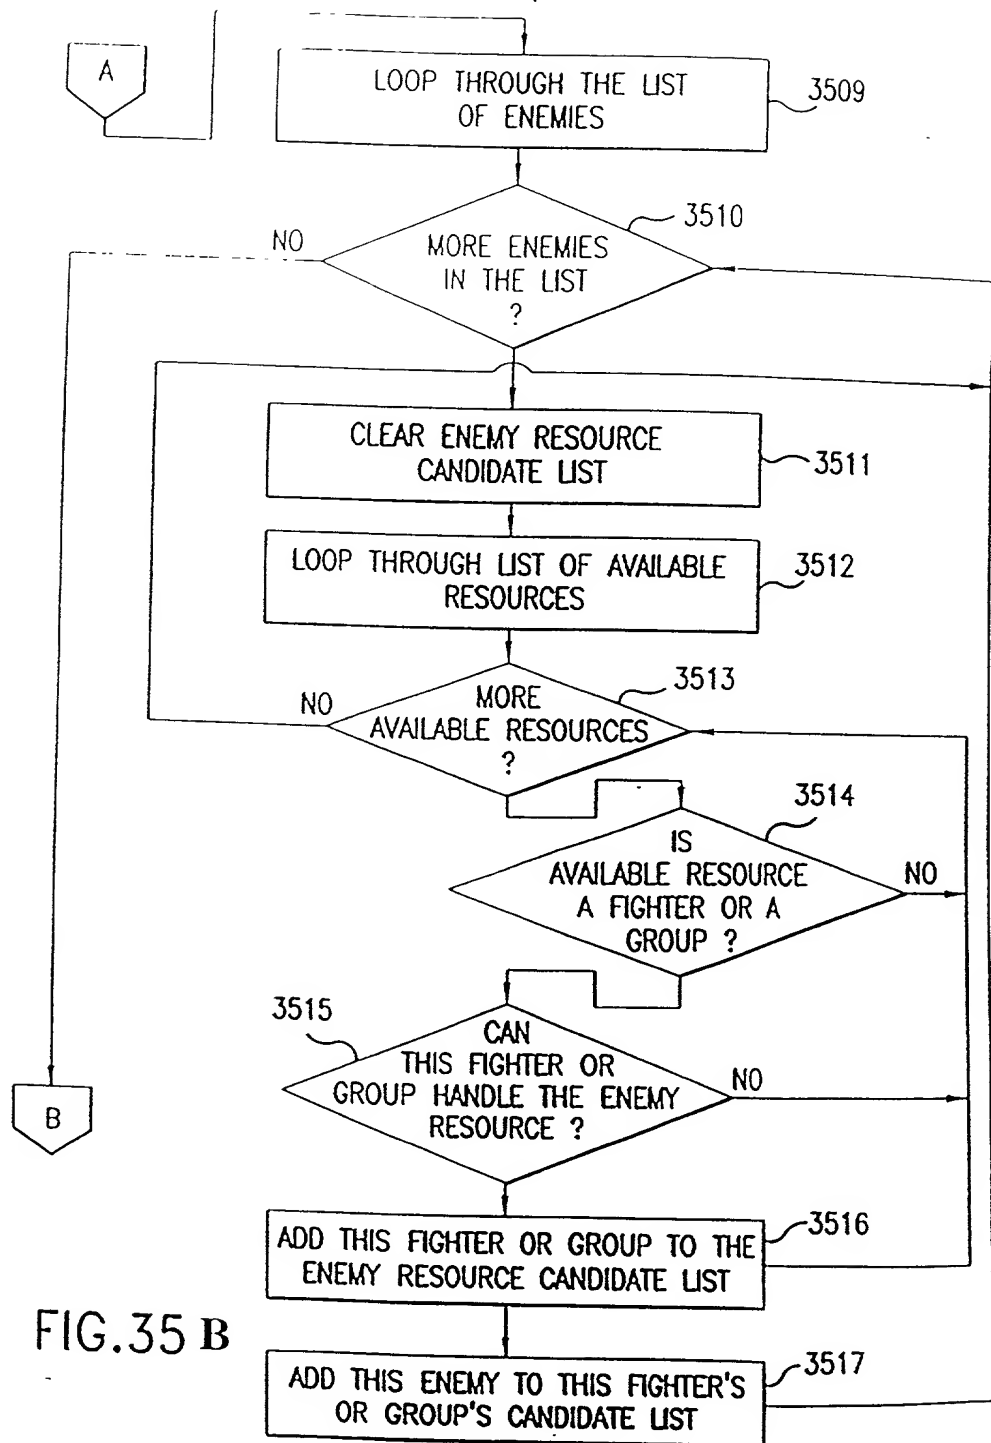 A
LOOP THROUGH THE LIST
OF ENEMIES
3509
3510
NO
MORE ENEMIES
IN THE LIST
?
CLEAR ENEMY RESOURCE
CANDIDATE LIST
3511
LOOP THROUGH LIST OF AVAILABLE
RESOURCES
3512
3513
NO
MORE
AVAILABLE RESOURCES
?
3514
IS
AVAILABLE RESOURCE
A FIGHTER OR A
GROUP ?
NO
3515
CAN
THIS FIGHTER OR
GROUP HANDLE THE ENEMY
RESOURCE ?
NO
B
3516
ADD THIS FIGHTER OR GROUP TO THE
ENEMY RESOURCE CANDIDATE LIST
FIG.35 B
3517
ADD THIS ENEMY TO THIS FIGHTER'S
OR GROUP'S CANDIDATE LIST